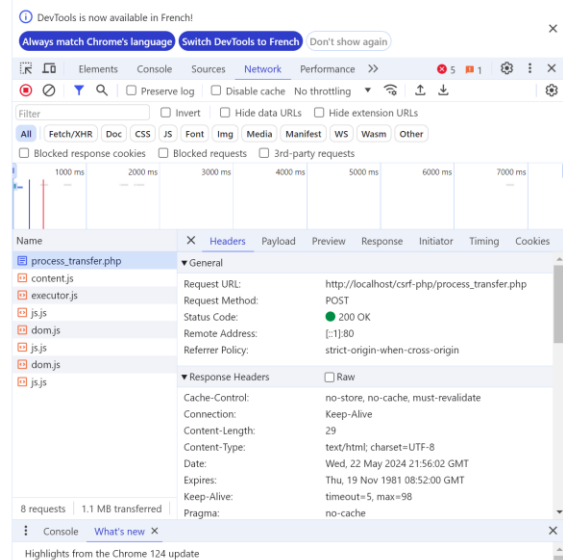 DevTools is now available in French!
Always match Chrome's language Switch DevTools to French Don't show again
Elements Console Sources Network Performance 5 1
Preserve log Disable cache No throttling
Filter Invert Hide data URLs Hide extension URLs
All Fetch/XHR Doc CSS JS Font Img Media Manifest WS Wasm Other
Blocked response cookies Blocked requests 3rd-party requests
1000 ms 2000 ms 3000 ms 4000 ms 5000 ms 6000 ms 7000 ms
Name Headers Payload Preview Response Initiator Timing Cookies
process_transfer.php
content.js
executor.js
js.js
dom.js
js.js
dom.js
js.js
General
Request URL: http://localhost/csrf-php/process_transfer.php
Request Method: POST
Status Code: 200 OK
Remote Address: [::1]:80
Referrer Policy: strict-origin-when-cross-origin
Response Headers Raw
Cache-Control: no-store, no-cache, must-revalidate
Connection: Keep-Alive
Content-Length: 29
Content-Type: text/html; charset=UTF-8
Date: Wed, 22 May 2024 21:56:02 GMT
Expires: Thu, 19 Nov 1981 08:52:00 GMT
Keep-Alive: timeout=5, max=98
Pragma: no-cache
8 requests 1.1 MB transferred
Console What's new
Highlights from the Chrome 124 update